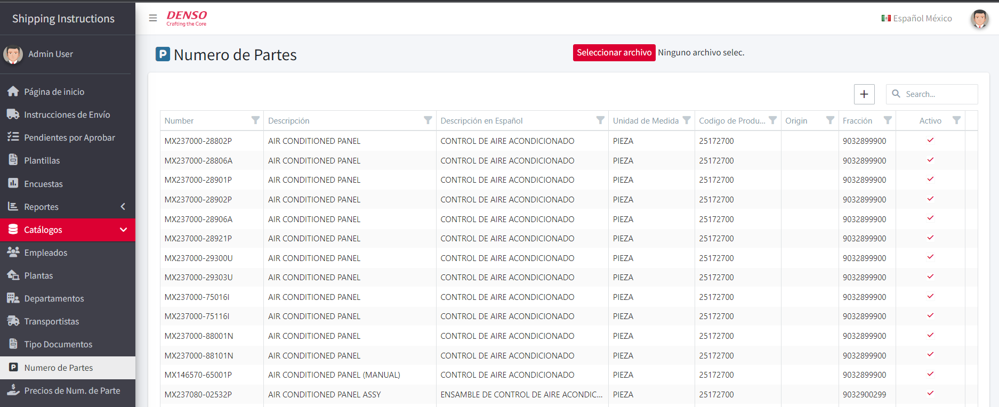 Shipping Instructions
DENSO
Crafting the Core
Español México
Admin User
Numero de Partes
Seleccionar archivo Ninguno archivo selec.
Página de inicio
Instrucciones de Envío
Pendientes por Aprobar
Plantillas
Encuestas
Reportes
Catálogos
Empleados
Plantas
Departamentos
Transportistas
Tipo Documentos
Numero de Partes
Precios de Num. de Parte
Search...
Number Descripción Descripción en Español Unidad de Medida Codigo de Produ... Origin Fracción Activo
MX237000-28802P AIR CONDITIONED PANEL CONTROL DE AIRE ACONDICIONADO PIEZA 25172700 9032899900
MX237000-28806A AIR CONDITIONED PANEL CONTROL DE AIRE ACONDICIONADO PIEZA 25172700 9032899900
MX237000-28901P AIR CONDITIONED PANEL CONTROL DE AIRE ACONDICIONADO PIEZA 25172700 9032899900
MX237000-28902P AIR CONDITIONED PANEL CONTROL DE AIRE ACONDICIONADO PIEZA 25172700 9032899900
MX237000-28906A AIR CONDITIONED PANEL CONTROL DE AIRE ACONDICIONADO PIEZA 25172700 9032899900
MX237000-28921P AIR CONDITIONED PANEL CONTROL DE AIRE ACONDICIONADO PIEZA 25172700 9032899900
MX237000-29300U AIR CONDITIONED PANEL CONTROL DE AIRE ACONDICIONADO PIEZA 25172700 9032899900
MX237000-29303U AIR CONDITIONED PANEL CONTROL DE AIRE ACONDICIONADO PIEZA 25172700 9032899900
MX237000-75016I AIR CONDITIONED PANEL CONTROL DE AIRE ACONDICIONADO PIEZA 25172700 9032899900
MX237000-75116I AIR CONDITIONED PANEL CONTROL DE AIRE ACONDICIONADO PIEZA 25172700 9032899900
MX237000-88001N AIR CONDITIONED PANEL CONTROL DE AIRE ACONDICIONADO PIEZA 25172700 9032899900
MX237000-88101N AIR CONDITIONED PANEL CONTROL DE AIRE ACONDICIONADO PIEZA 25172700 9032899900
MX146570-65001P AIR CONDITIONED PANEL (MANUAL) CONTROL DE AIRE ACONDICIONADO PIEZA 25172700 9032899900
MX237080-02532P AIR CONDITIONED PANEL ASSY ENSAMBLE DE CONTROL DE AIRE ACONDIC... PIEZA 25172700 9032900299